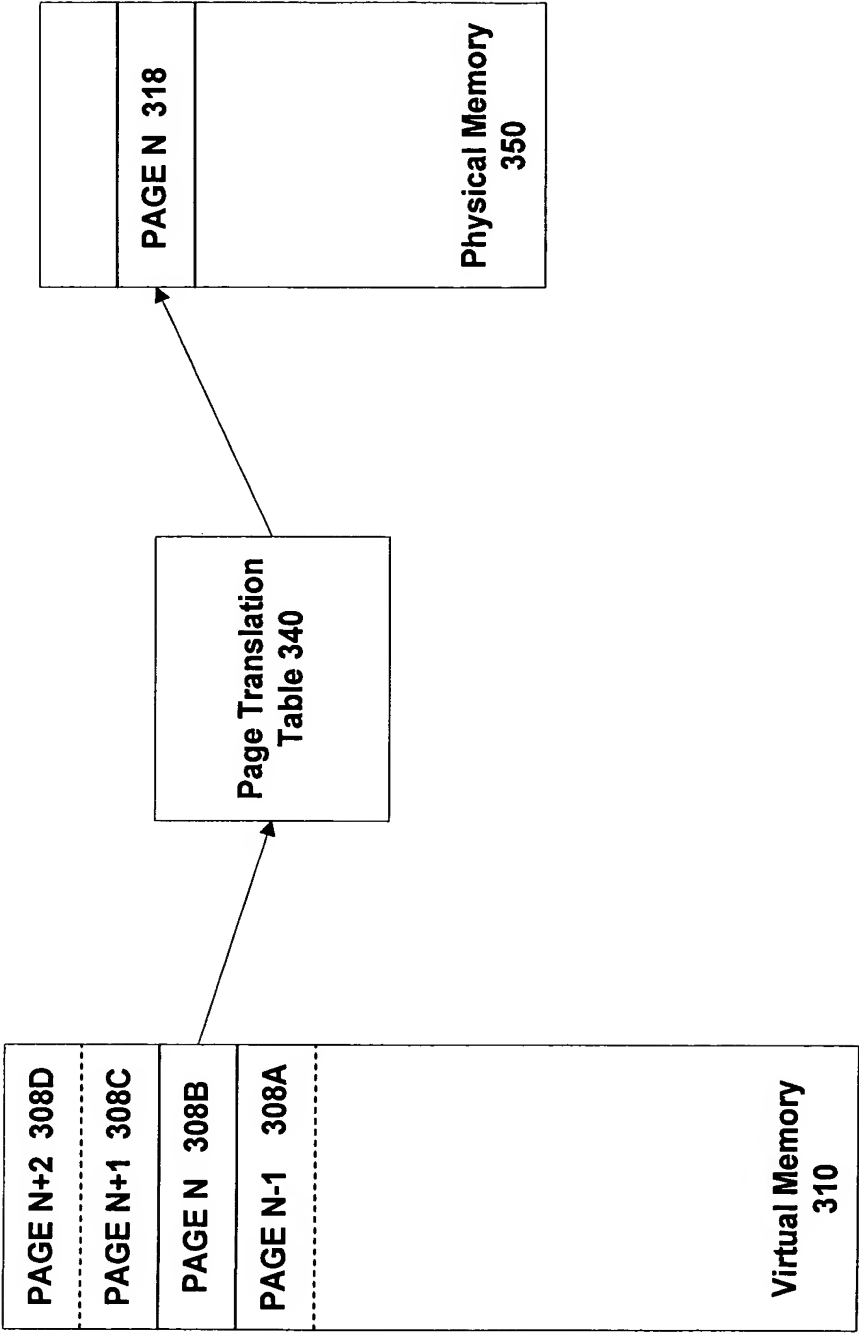 PAGE N+2 308D
PAGE N+1 308C
PAGE N 308B
PAGE N-1 308A
Virtual Memory
310
Page Translation
Table 340
PAGE N 318
Physical Memory
350